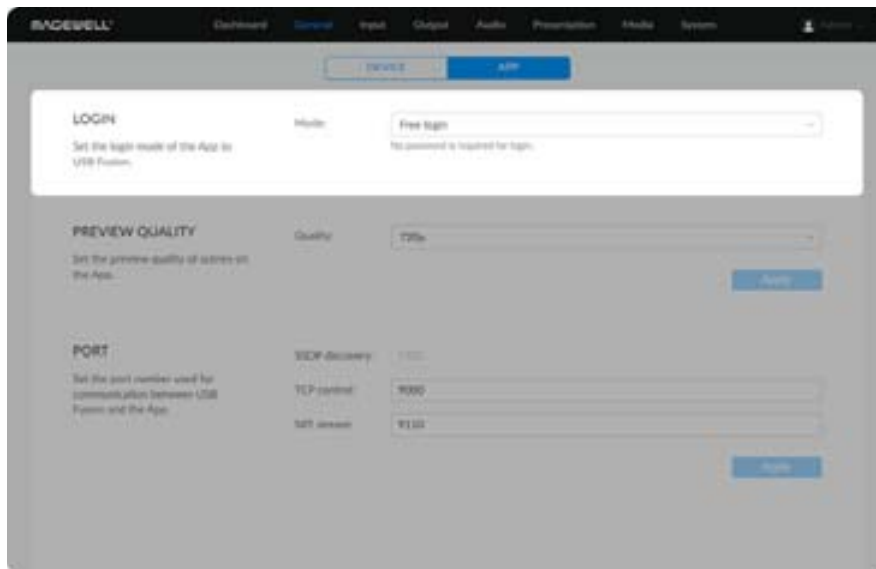 MAGEWELL
Dashboard General Input Output Audio Presentation Media System Admin
DEVICE APP
LOGIN
Mode: Free login
Set the login mode of the App to
USB Fusion.
No password is required for login.
PREVIEW QUALITY
Quality: 720p
Set the preview quality of scenes on
the App.
Apply
PORT
SSDP discovery:
Set the port number used for
communication between USB
Fusion and the App.
TCP control: 9000
stream: 9110
Apply